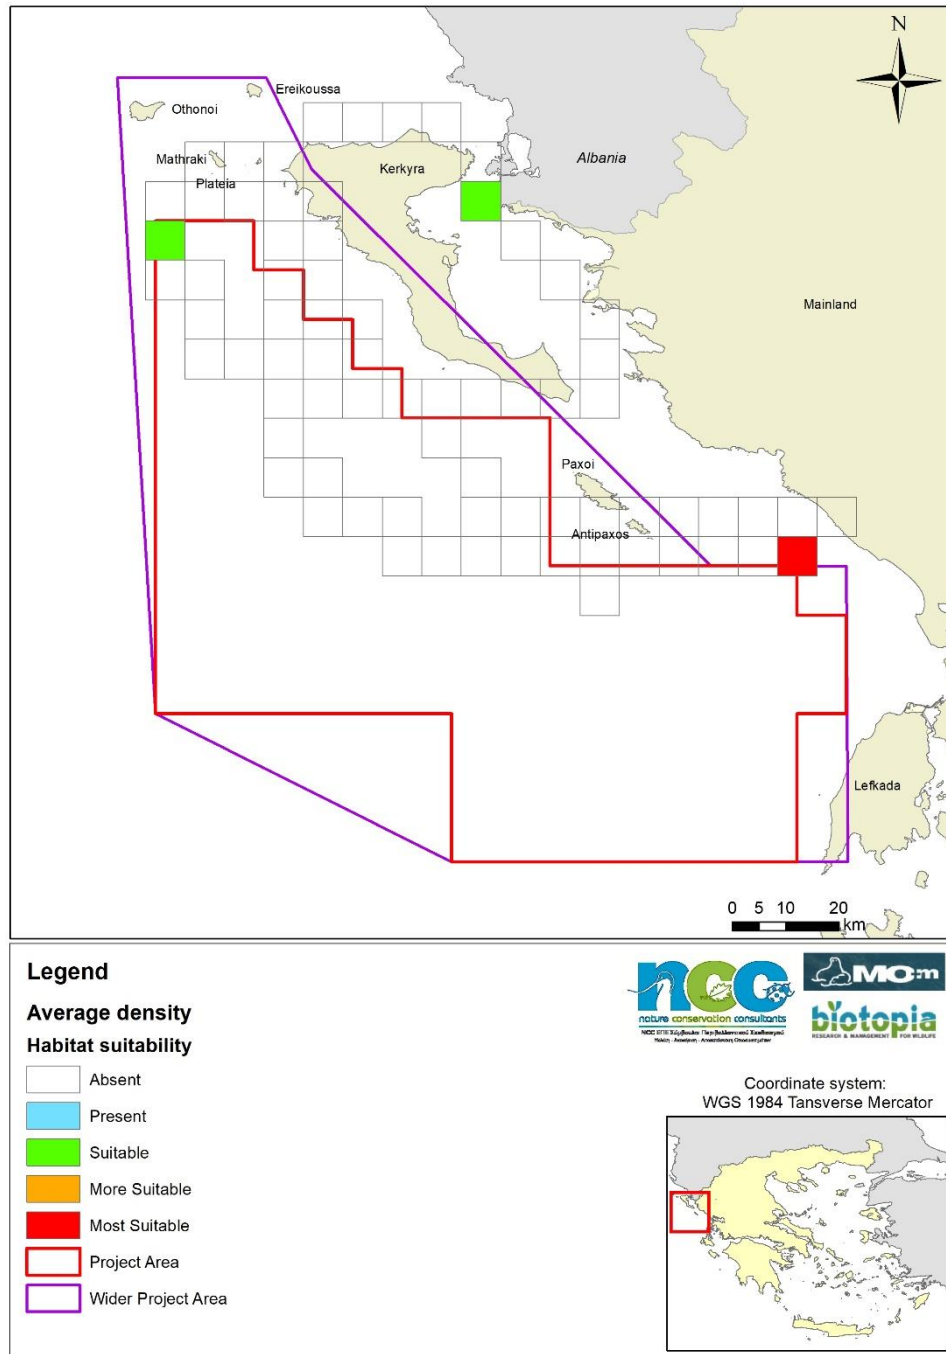 N
Ereikoussa
Othonoi
Mathraki
Plateia
Kerkyra
Albania
Mainland
Paxoi
Antipaxos
Lefkada
0 5 10 20
km
Legend
Average density
Habitat suitability
Absent
Present
Suitable
More Suitable
Most Suitable
Project Area
Wider Project Area
ncc
nature conservation consultants
MO:m
biotopia
RESEARCH & MANAGEMENT FOR WILDLIFE
Coordinate system:
WGS 1984 Tansverse Mercator